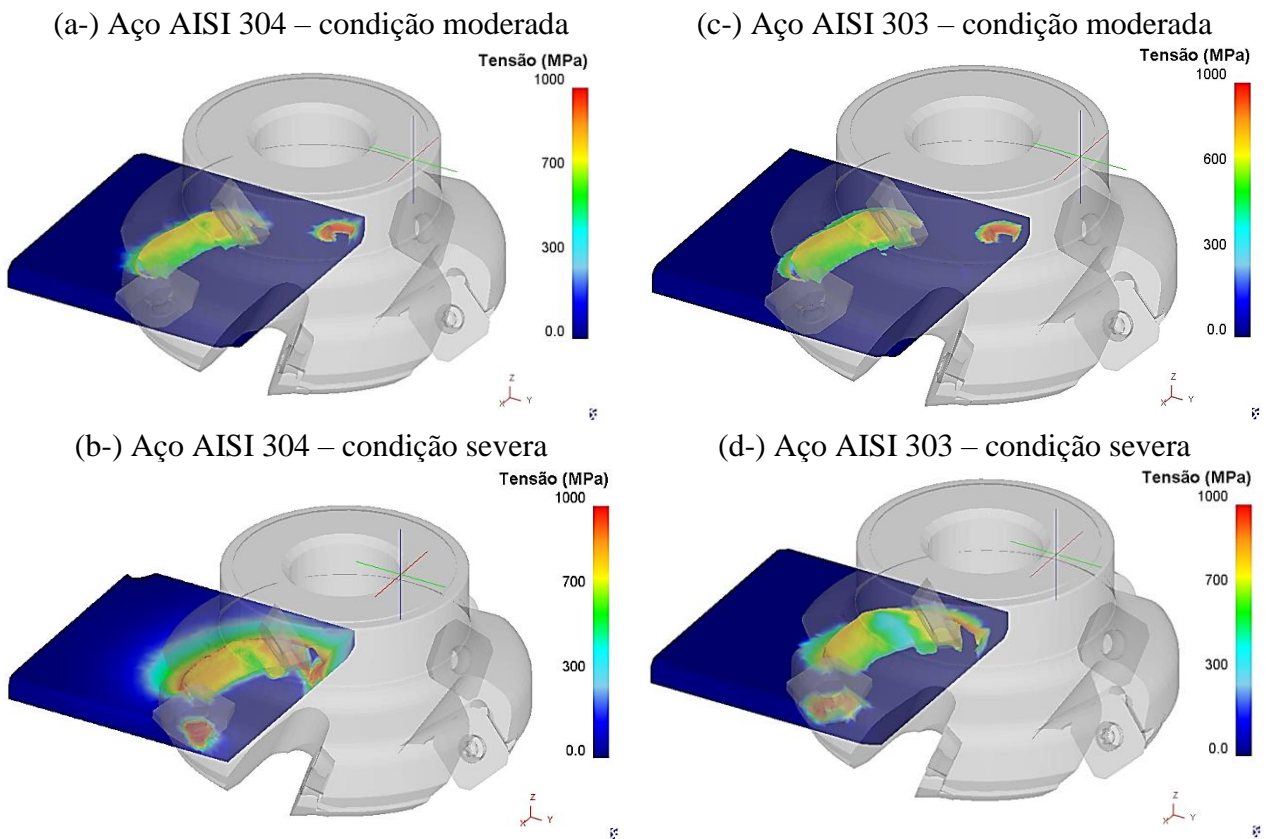 (a-) Aço AISI 304 – condição moderada
Tensão (MPa)
1000
700
300
0.0
Z
X Y
(c-) Aço AISI 303 – condição moderada
Tensão (MPa)
1000
600
300
0.0
Z
X Y
(b-) Aço AISI 304 – condição severa
Tensão (MPa)
1000
700
300
0.0
Z
X Y
(d-) Aço AISI 303 – condição severa
Tensão (MPa)
1000
700
300
0.0
Z
X Y